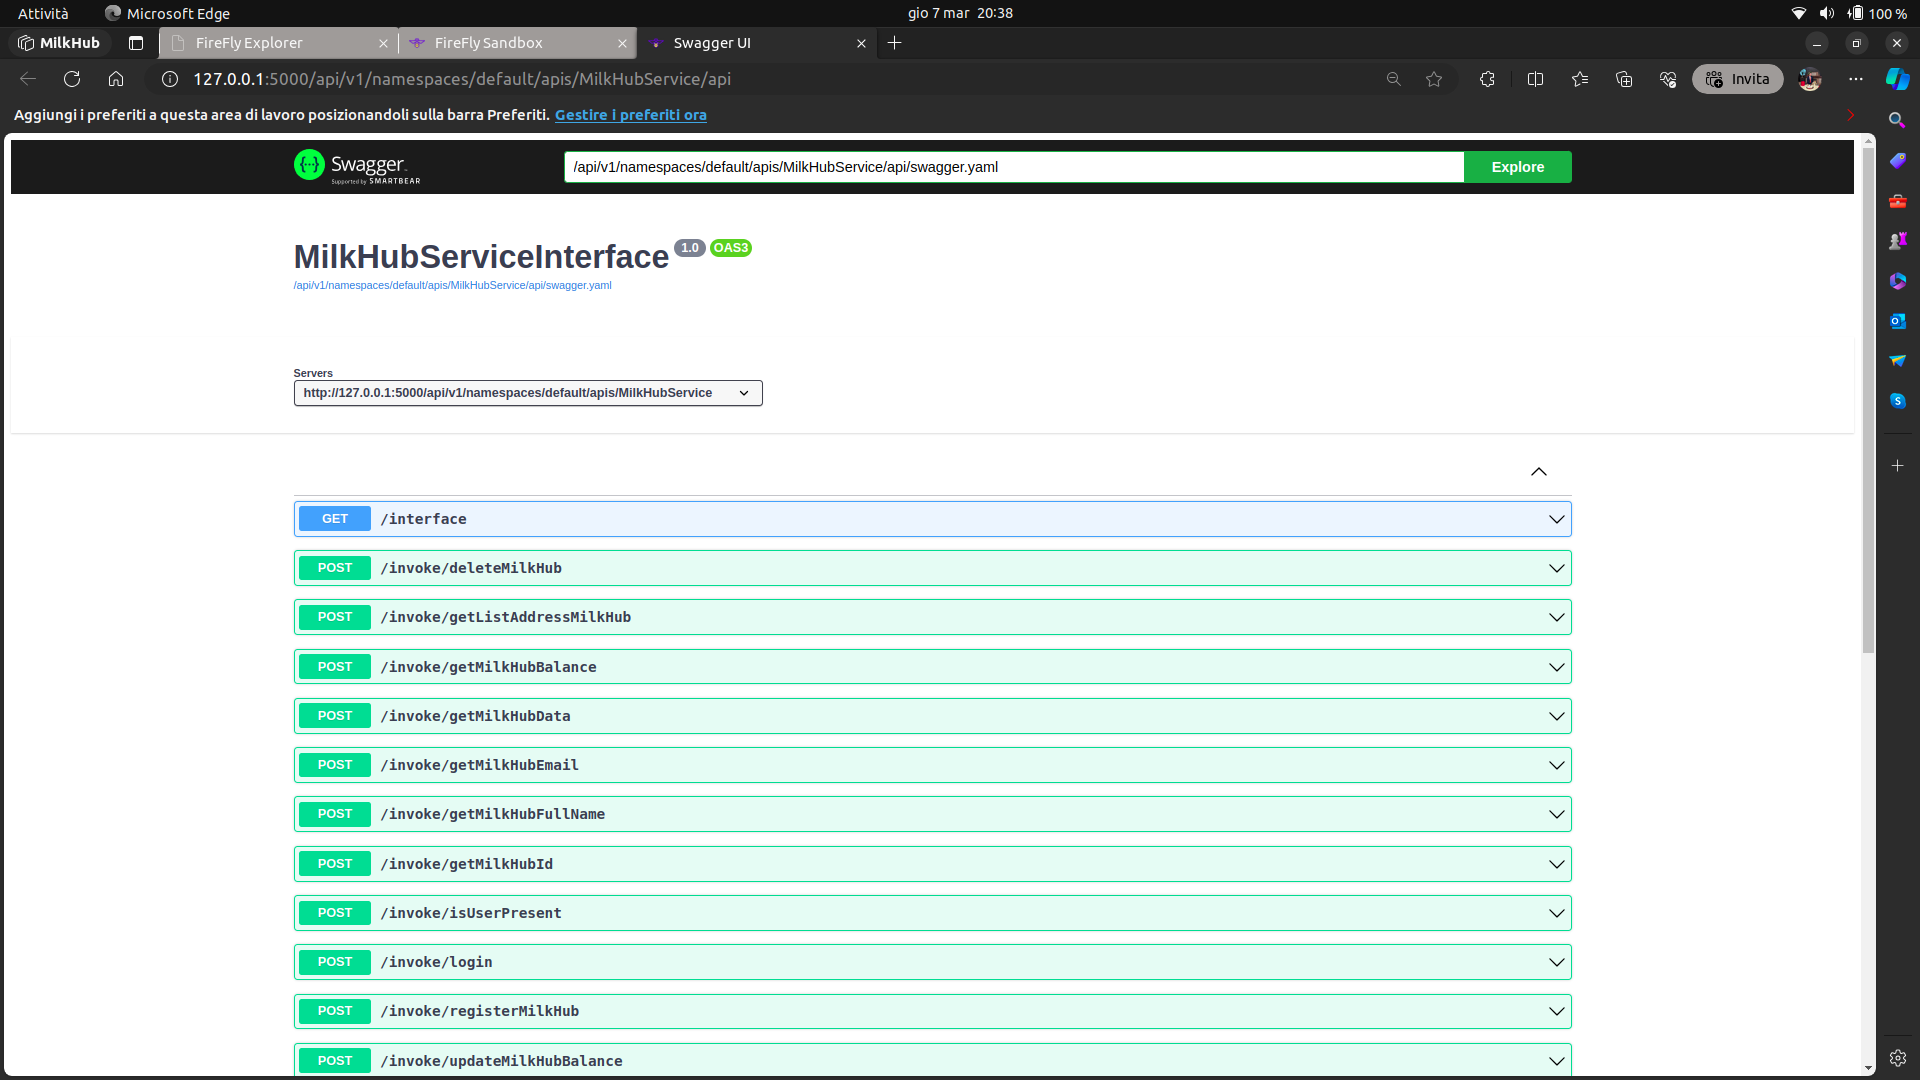 Attività Microsoft Edge gio 7 mar 20:38 100 %
MilkHub FireFly Explorer FireFly Sandbox Swagger UI
127.0.0.1:5000/api/v1/namespaces/default/apis/MilkHubService/api Invita
Aggiungi i preferiti a questa area di lavoro posizionandoli sulla barra Preferiti. Gestire i preferiti ora
Swagger /api/v1/namespaces/default/apis/MilkHubService/api/swagger.yaml Explore
Supported by SMARTBEAR
MilkHubServiceInterface 1.0 OAS3
/api/v1/namespaces/default/apis/MilkHubService/api/swagger.yaml
Servers
http://127.0.0.1:5000/api/v1/namespaces/default/apis/MilkHubService
GET /interface
POST /invoke/deleteMilkHub
POST /invoke/getListAddressMilkHub
POST /invoke/getMilkHubBalance
POST /invoke/getMilkHubData
POST /invoke/getMilkHubEmail
POST /invoke/getMilkHubFullName
POST /invoke/getMilkHubId
POST /invoke/isUserPresent
POST /invoke/login
POST /invoke/registerMilkHub
POST /invoke/updateMilkHubBalance